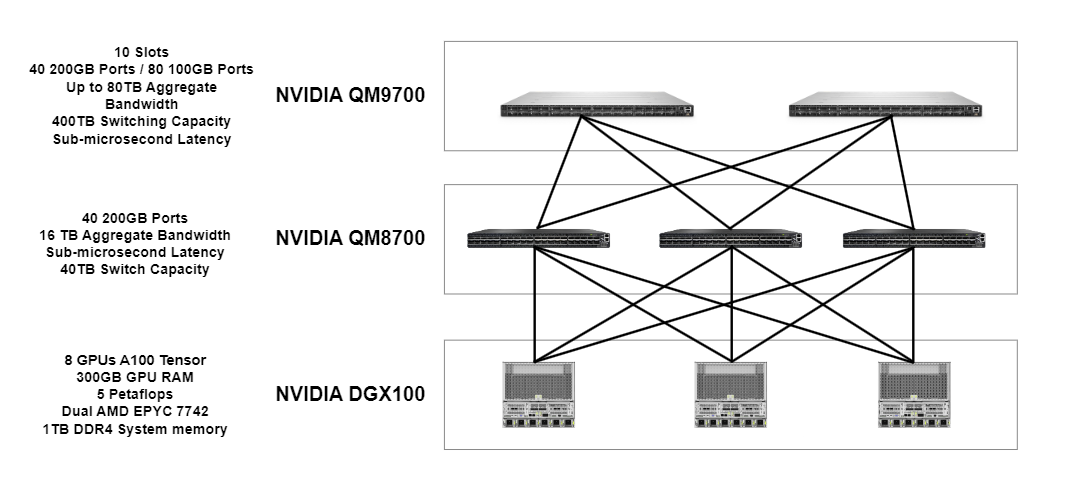 10 Slots
40 200GB Ports / 80 100GB Ports
Up to 80TB Aggregate
Bandwidth
400TB Switching Capacity
Sub-microsecond Latency
NVIDIA QM9700
40 200GB Ports
16 TB Aggregate Bandwidth
Sub-microsecond Latency
40TB Switch Capacity
NVIDIA QM8700
8 GPUs A100 Tensor
300GB GPU RAM
5 Petaflops
Dual AMD EPYC 7742
1TB DDR4 System memory
NVIDIA DGX100